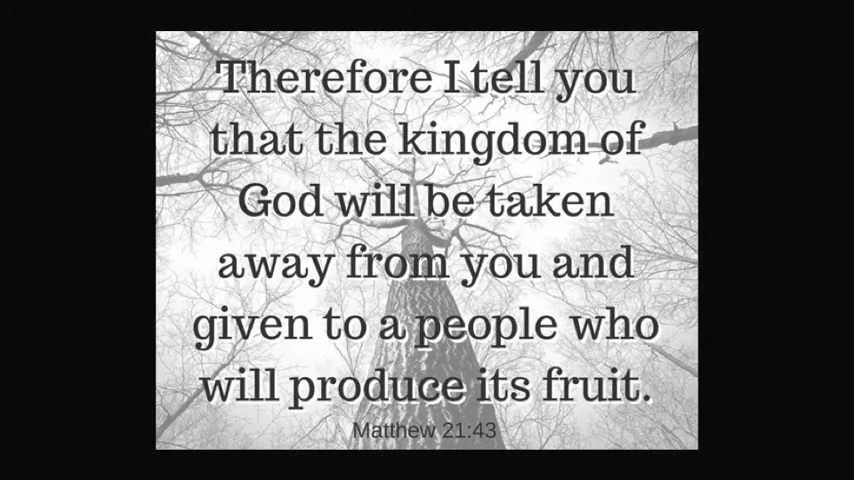 Therefore I tell you
that the kingdom of
God will be taken
away from you and
given to a people who
will produce its fruit.
Matthew 21:43